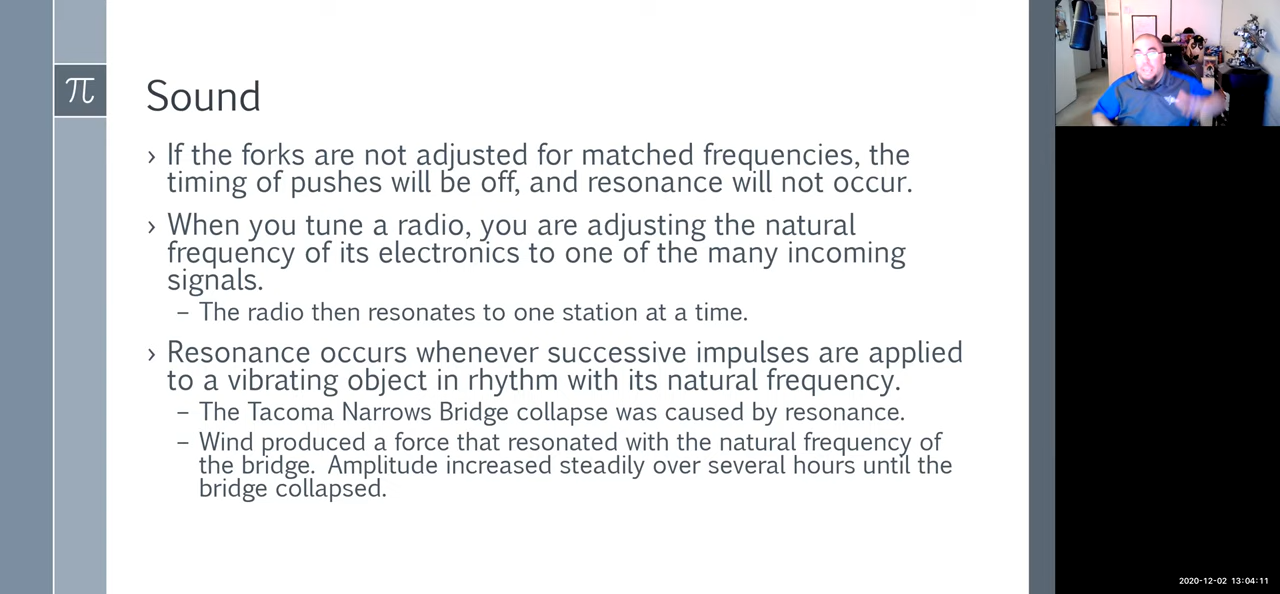 π
Sound
› If the forks are not adjusted for matched frequencies, the
timing of pushes will be off, and resonance will not occur.
› When you tune a radio, you are adjusting the natural
frequency of its electronics to one of the many incoming
signals.
– The radio then resonates to one station at a time.
› Resonance occurs whenever successive impulses are applied
to a vibrating object in rhythm with its natural frequency.
– The Tacoma Narrows Bridge collapse was caused by resonance.
– Wind produced a force that resonated with the natural frequency of
the bridge.  Amplitude increased steadily over several hours until the
bridge collapsed.
2020-12-02 13:04:11